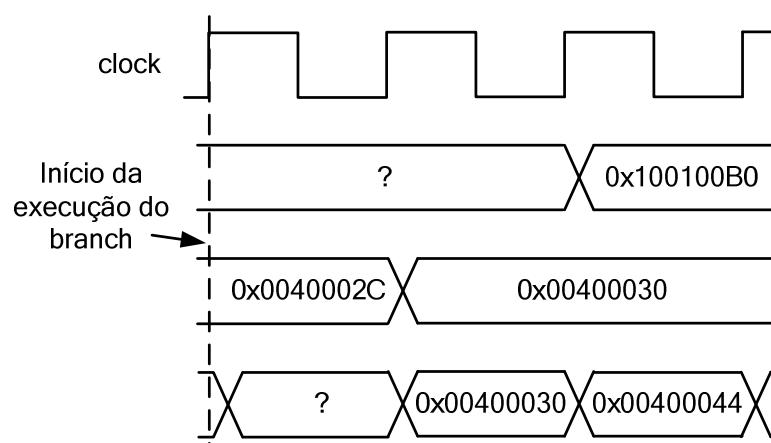 clock
? 0x100100B0
Início da
execução do
branch
0x0040002C 0x00400030
? 0x00400030 0x00400044